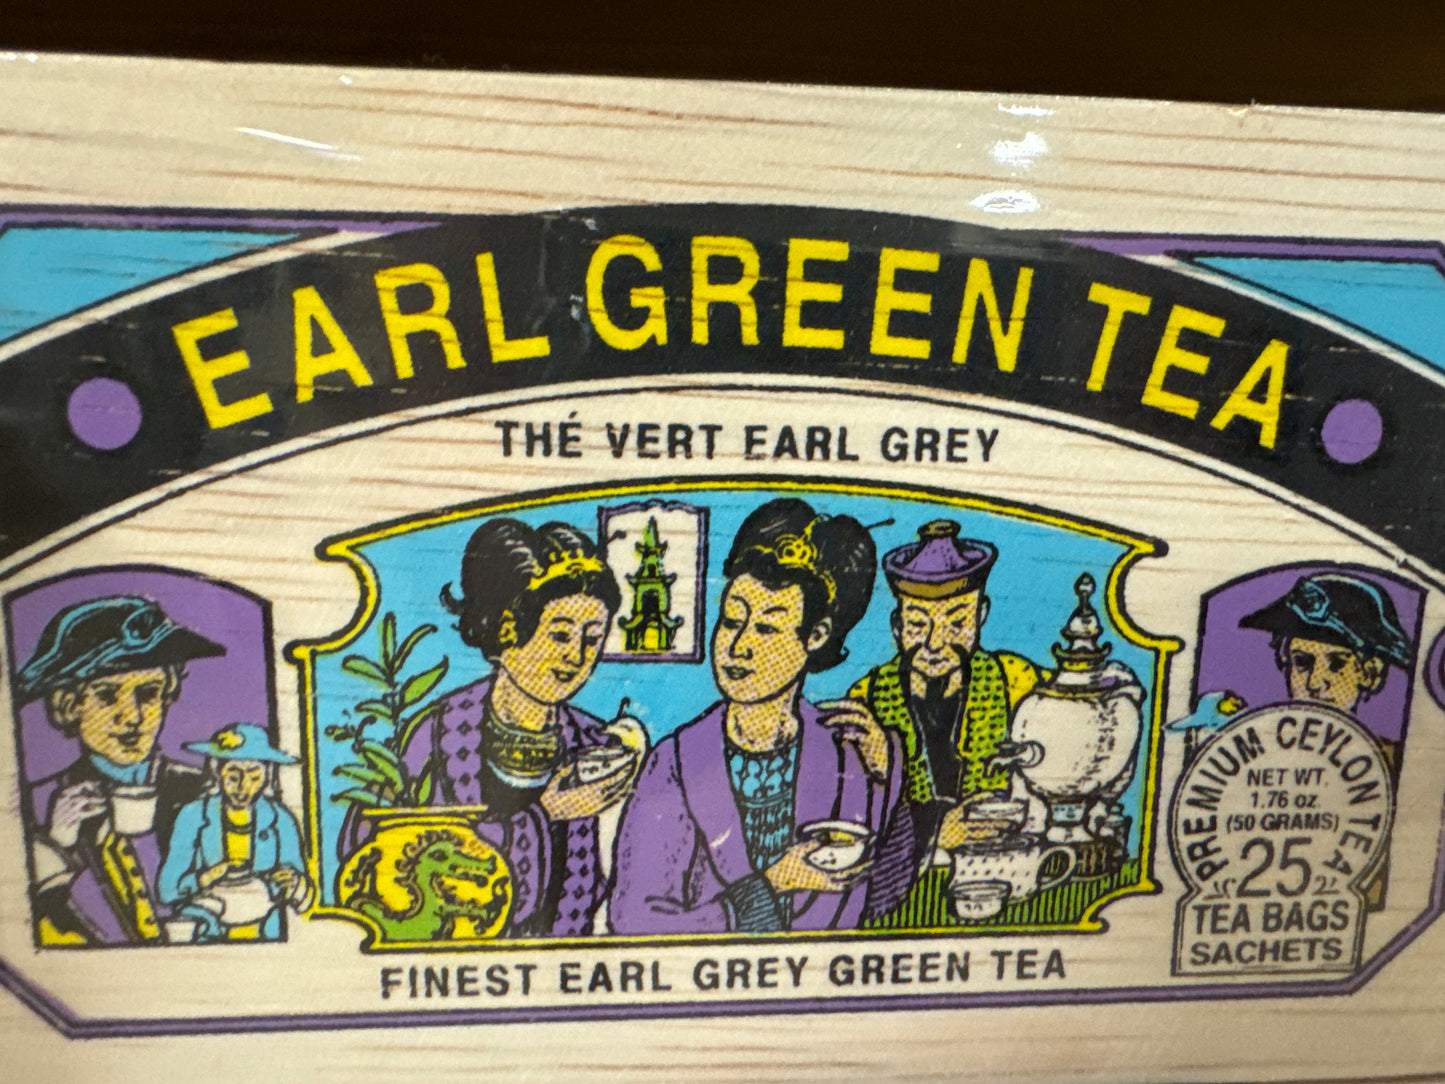 EARL GREEN TEA
THÉ VERT EARL GREY
FINEST EARL GREY GREEN TEA
PREMIUM CEYLON TEA
NET WT.
1.76 oz.
(50 GRAMS)
25
TEA BAGS
SACHETS